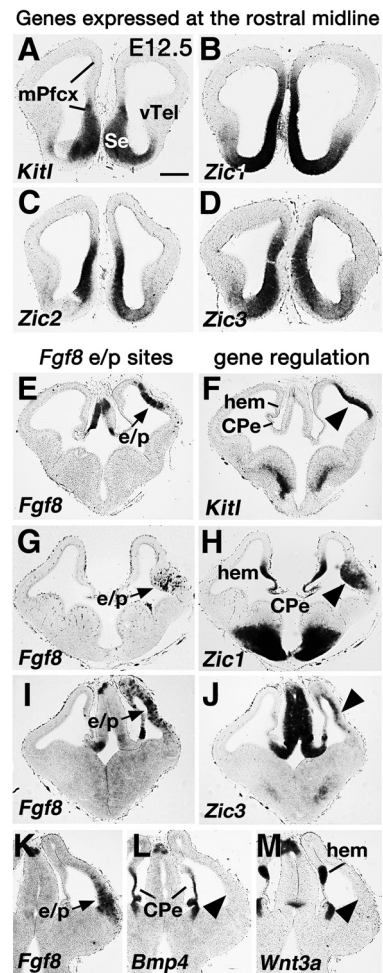 Genes expressed at the rostral midline
A E12.5 B
mPfcx
vTel
Se
Kitl Zic1
C D
Zic2 Zic3
Fgf8 e/p sites gene regulation
E F
hem
CPe
e/p
Fgf8 Kitl
G H
hem
e/p
CPe
Fgf8 Zic1
I J
e/p
Fgf8 Zic3
K L M hem
CPe
e/p
Fgf8 Bmp4 Wnt3a